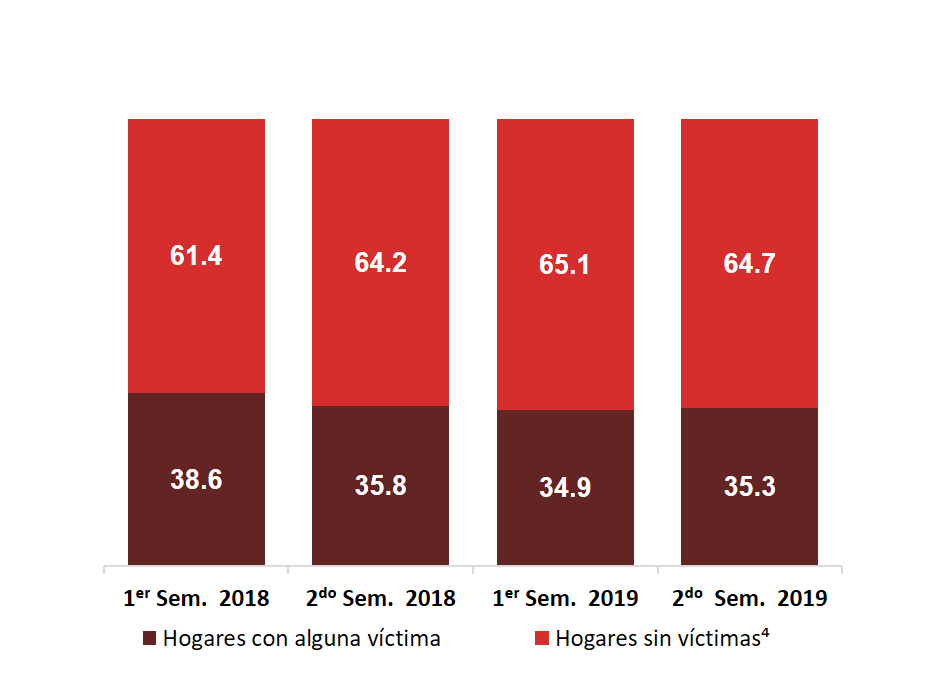 61.4 64.2 65.1 64.7
38.6 35.8 34.9 35.3
1er Sem. 2018 2do Sem. 2018 1er Sem. 2019 2do Sem. 2019
Hogares con alguna víctima Hogares sin víctimas⁴